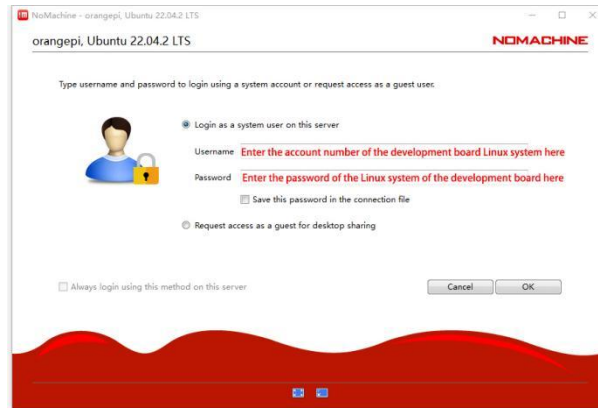 NoMachine - orangepi, Ubuntu 22.04.2 LTS
orangepi, Ubuntu 22.04.2 LTS
NOMACHINE
Type username and password to login using a system account or request access as a guest user.
Login as a system user on this server
Username Enter the account number of the development board Linux system here
Password Enter the password of the Linux system of the development board here
Save this password in the connection file
Request access as a guest for desktop sharing
Always login using this method on this server
Cancel OK